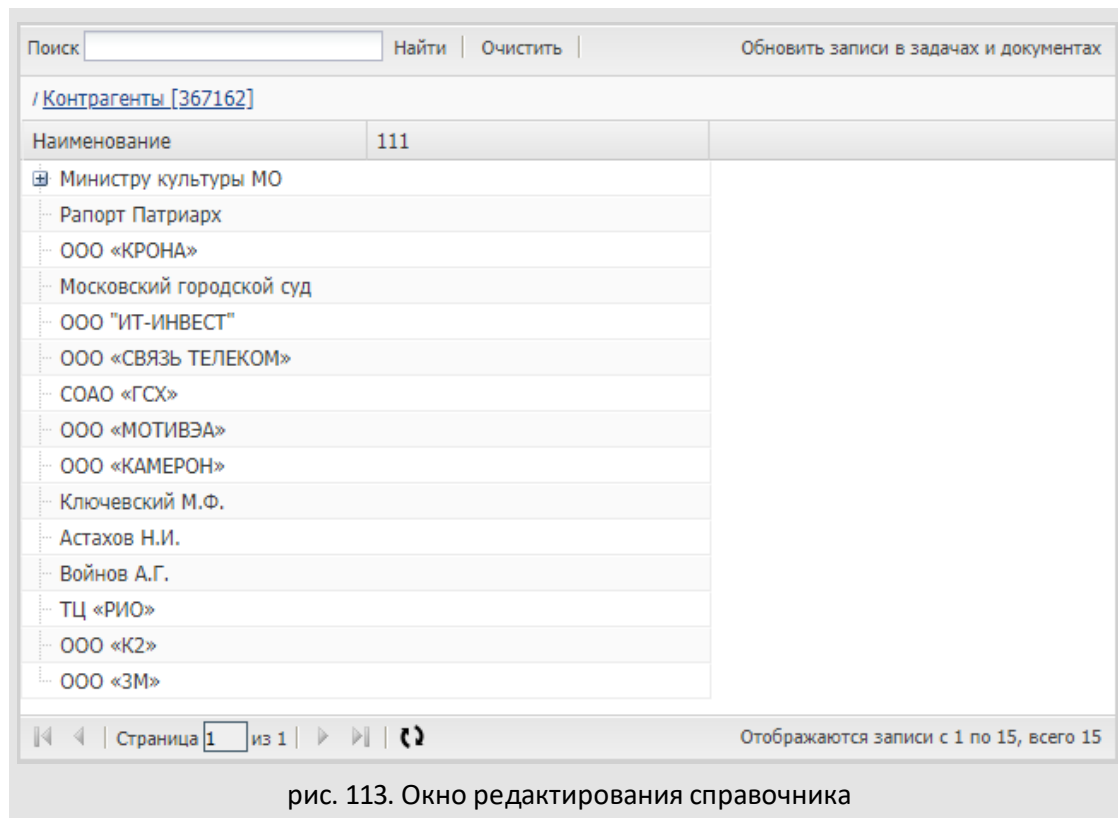 Поиск Найти Очистить Обновить записи в задачах и документах
/ Контрагенты [367162]
Наименование 111
Министру культуры МО
Рапорт Патриарх
ООО «КРОНА»
Московский городской суд
ООО "ИТ-ИНВЕСТ"
ООО «СВЯЗЬ ТЕЛЕКОМ»
СОАО «ГСХ»
ООО «МОТИВЭА»
ООО «КАМЕРОН»
Ключевский М.Ф.
Астахов Н.И.
Войнов А.Г.
ТЦ «РИО»
ООО «К2»
ООО «ЗМ»
Страница 1 из 1 Отображаются записи с 1 по 15, всего 15
рис. 113. Окно редактирования справочника